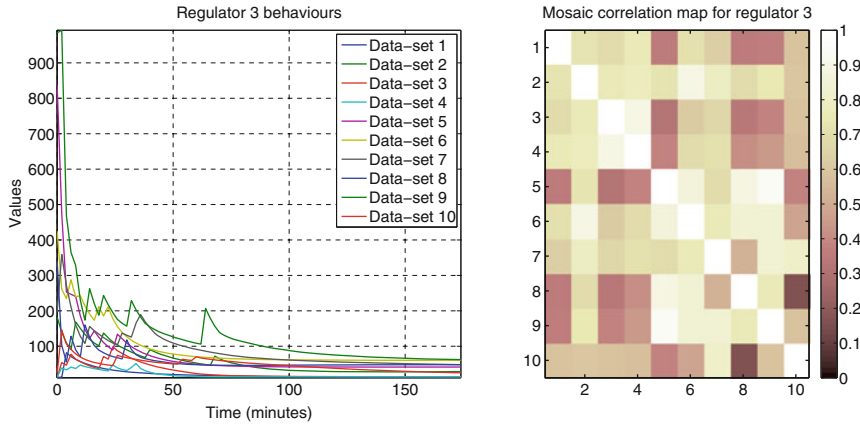 Regulator 3 behaviours
900
800
700
600
500
400
300
200
100
Values
0
50
100
150
Time (minutes)
Data-set 1
Data-set 2
Data-set 3
Data-set 4
Data-set 5
Data-set 6
Data-set 7
Data-set 8
Data-set 9
Data-set 10
Mosaic correlation map for regulator 3
1
2
3
4
5
6
7
8
9
10
2
4
6
8
10
1
0.9
0.8
0.7
0.6
0.5
0.4
0.3
0.2
0.1
0